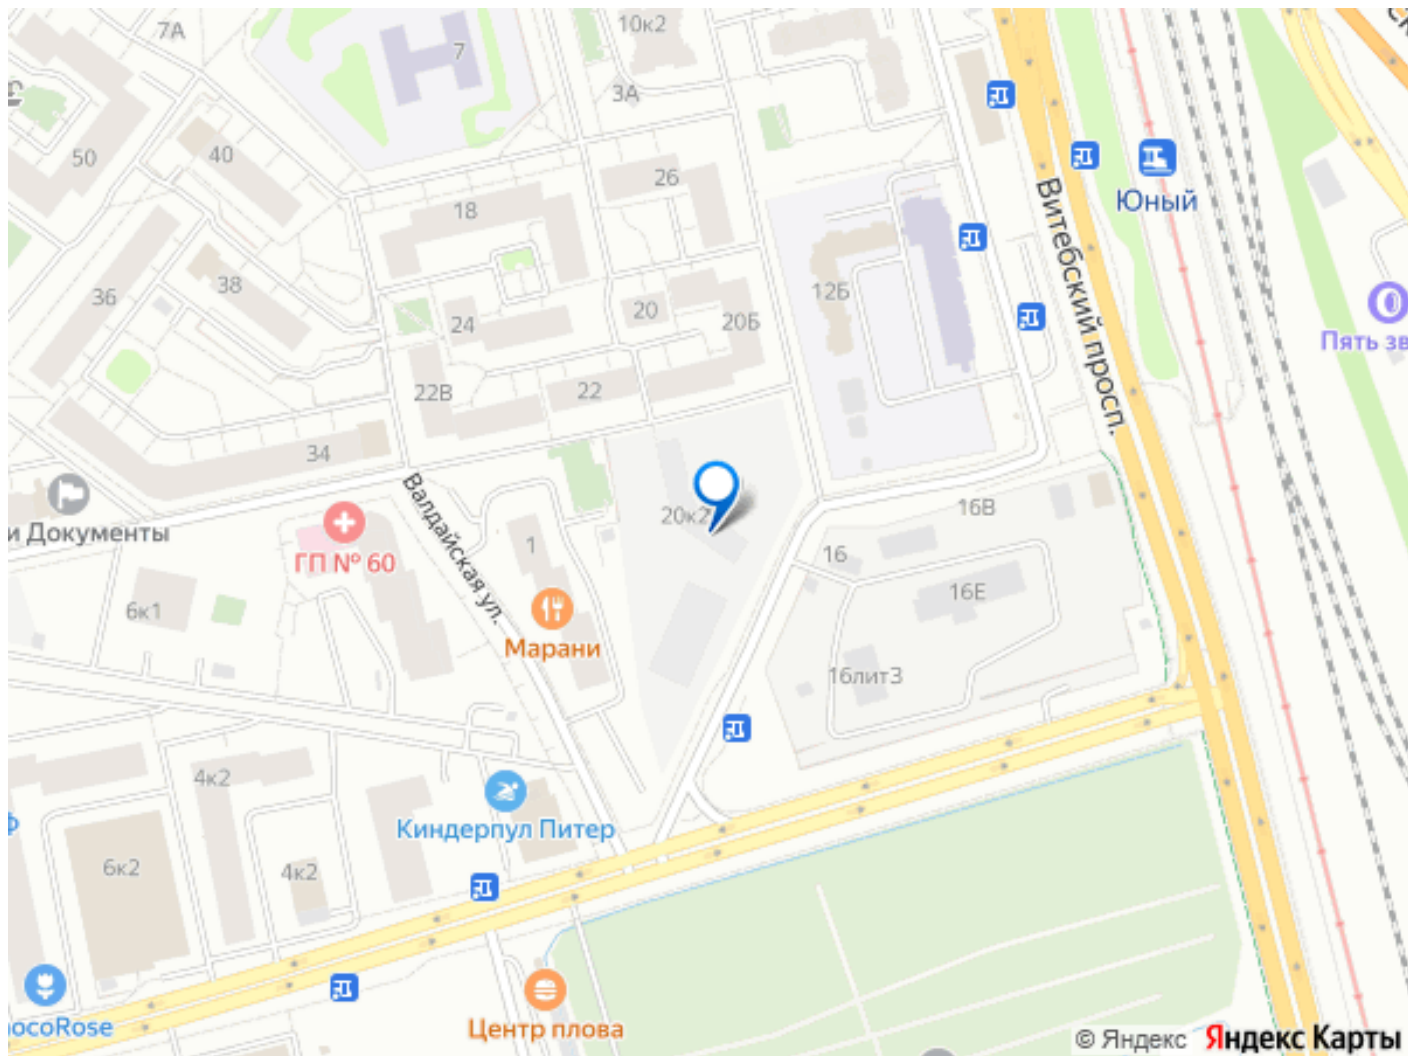 7А
10к2
7
3А
50
40
26
18
Юный
Витебский просп.
36
38
12Б
24
20
20Б
Пять зв
22В
22
34
Валдайская ул.
и Документы
20к2
16В
ГП № 60
1
16
6к1
16Е
Марани
16лит3
4к2
Киндерпул Питер
6к2
4к2
ocoRose
Центр плова
© Яндекс Яндекс Карты